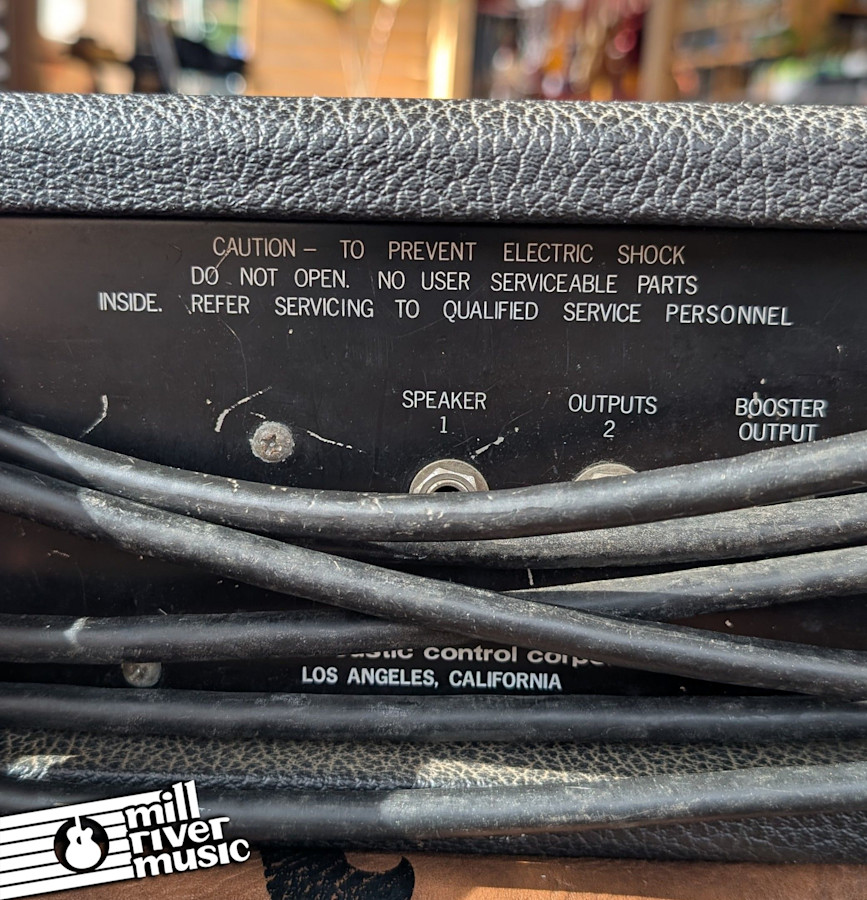 CAUTION – TO PREVENT ELECTRIC SHOCK
DO NOT OPEN. NO USER SERVICEABLE PARTS
INSIDE. REFER SERVICING TO QUALIFIED SERVICE PERSONNEL
SPEAKER OUTPUTS
1 2
BOOSTER
OUTPUT
control
LOS ANGELES, CALIFORNIA
mill
river
music